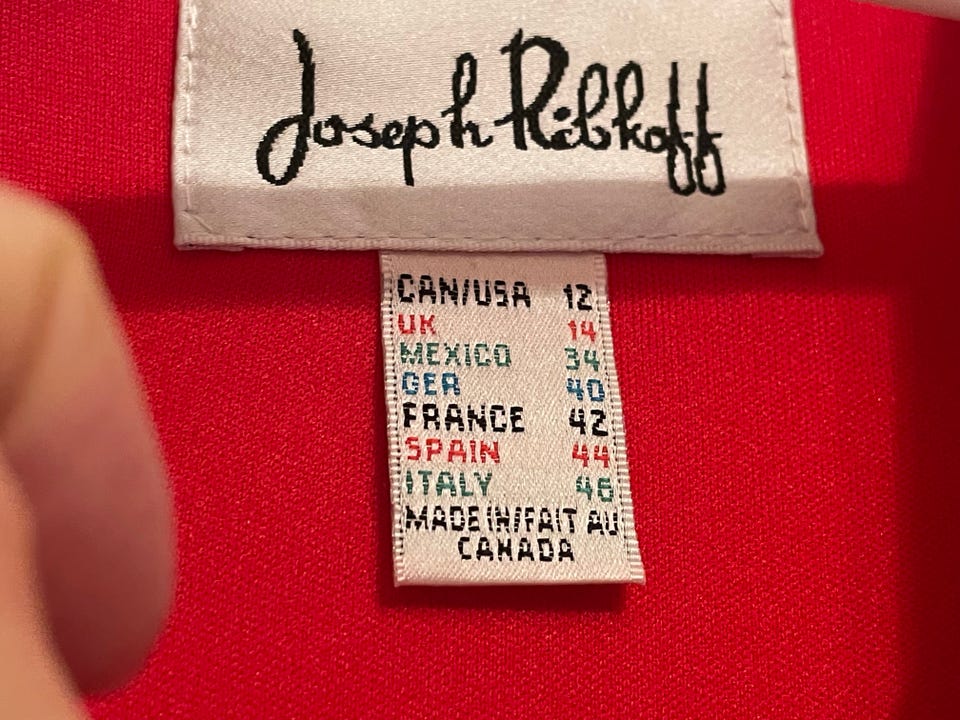 Joseph Ribkoff
CAN/USA 12
UK 14
MEXICO 34
GER 40
FRANCE 42
SPAIN 44
ITALY 46
MADE IN/FAIT AU
CANADA